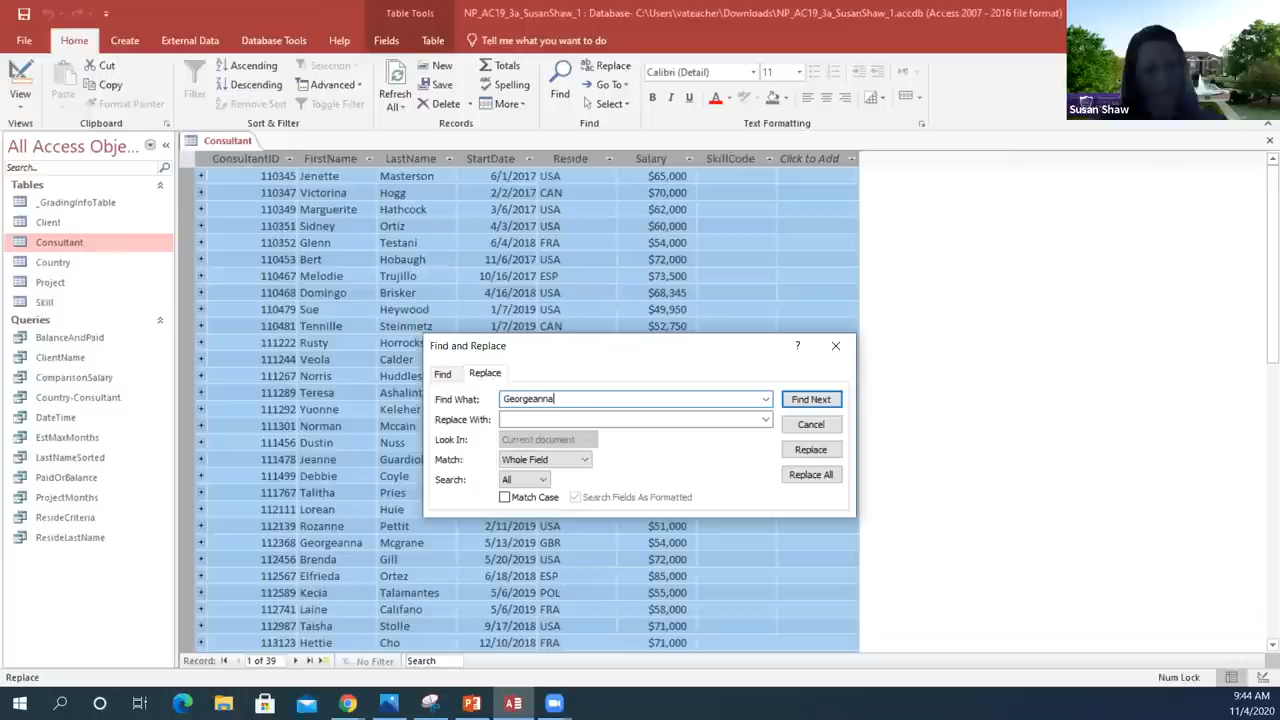 Table Tools
NP_AC19_3a_SusanShaw_1 : Database- C:\Users\vateacher\Downloads\NP_AC19_3a_SusanShaw_1.accdb (Access 2007 - 2016 file format)
File Home Create External Data Database Tools Help Fields Table Tell me what you want to do
View Paste Cut Copy Format Painter Filter Ascending Descending Remove Sort Selection Advanced Toggle Filter Refresh All New Save Delete Totals Spelling More Find Replace Go To Select Calibri (Detail) 11 B I U A
Views Clipboard Sort & Filter Records Find Text Formatting
Susan Shaw
All Access Obje...
Search...
Tables
_GradingInfoTable
Client
Consultant
Country
Project
Skill
Queries
BalanceAndPaid
ClientName
ComparisonSalary
Country-Consultant
DateTime
EstMaxMonths
LastNameSorted
PaidOrBalance
ProjectMonths
ResideCriteria
ResideLastName
Consultant
ConsultantID FirstName LastName StartDate Reside Salary SkillCode Click to Add
110345 Jenette Masterson 6/1/2017 USA $65,000
110347 Victorina Hogg 2/2/2017 CAN $70,000
110349 Marguerite Hathcock 3/6/2017 USA $62,000
110351 Sidney Ortiz 4/3/2017 USA $60,000
110352 Glenn Testani 6/4/2018 FRA $54,000
110453 Bert Hobaugh 11/6/2017 USA $72,000
110467 Melodie Trujillo 10/16/2017 ESP $73,500
110468 Domingo Brisker 4/16/2018 USA $68,345
110479 Sue Heywood 1/7/2019 USA $49,950
110481 Tennille Steinmetz 1/7/2019 CAN $52,750
111222 Rusty Horrocks
111244 Veola Calder
111267 Norris Huddles
111289 Teresa Ashalint
111292 Yuonne Keleher
111301 Norman Mccain
111456 Dustin Nuss
111478 Jeanne Guardiol
111499 Debbie Coyle
111767 Talitha Pries
112111 Lorean Huie
112139 Rozanne Pettit 2/11/2019 USA $51,000
112368 Georgeanna Mcgrane 5/13/2019 GBR $54,000
112456 Brenda Gill 5/20/2019 USA $72,000
112567 Elfrieda Ortez 6/18/2018 ESP $85,000
112589 Kecia Talamantes 5/6/2019 POL $55,000
112741 Laine Califano 5/6/2019 FRA $58,000
112987 Taisha Stolle 9/17/2018 USA $71,000
113123 Hettie Cho 12/10/2018 FRA $71,000
Find and Replace ?
Find Replace
Find What: Georgeanna Find Next
Replace With: Cancel
Look In: Current document
Match: Whole Field Replace
Search: All Replace All
Match Case Search Fields As Formatted
Record: 1 of 39 No Filter Search
Replace Num Lock
9:44 AM
11/4/2020